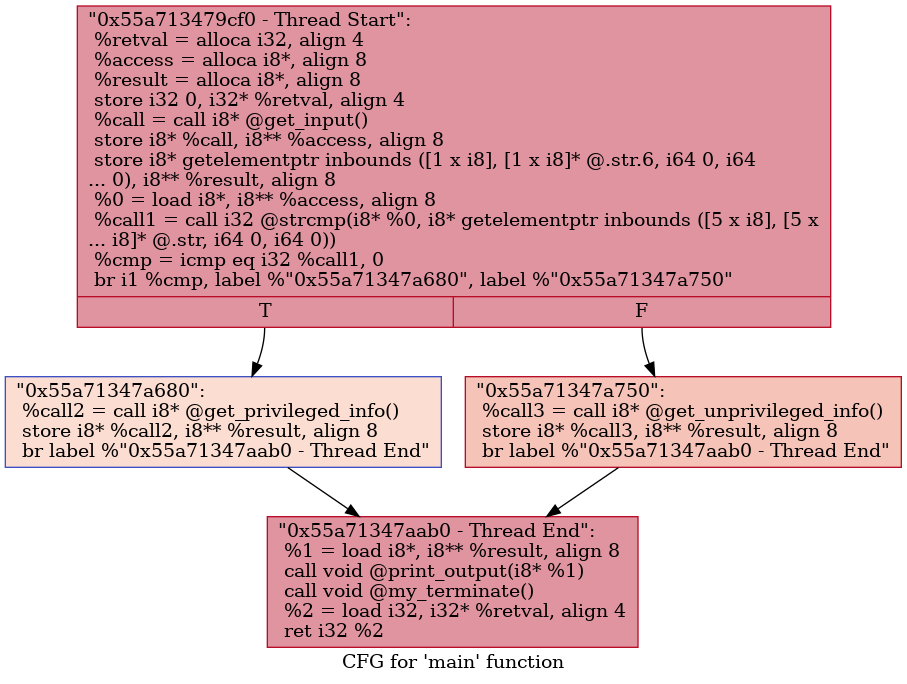 "0x55a713479cf0 - Thread Start":
%retval = alloca i32, align 4
%access = alloca i8*, align 8
%result = alloca i8*, align 8
store i32 0, i32* %retval, align 4
%call = call i8* @get_input()
store i8* %call, i8** %access, align 8
store i8* getelementptr inbounds ([1 x i8], [1 x i8]* @.str.6, i64 0, i64
... 0), i8** %result, align 8
%0 = load i8*, i8** %access, align 8
%call1 = call i32 @strcmp(i8* %0, i8* getelementptr inbounds ([5 x i8], [5 x
... i8]* @.str, i64 0, i64 0))
%cmp = icmp eq i32 %call1, 0
br i1 %cmp, label %"0x55a71347a680", label %"0x55a71347a750"
T
F
"0x55a71347a680":
%call2 = call i8* @get_privileged_info()
store i8* %call2, i8** %result, align 8
br label %"0x55a71347aab0 - Thread End"
"0x55a71347a750":
%call3 = call i8* @get_unprivileged_info()
store i8* %call3, i8** %result, align 8
br label %"0x55a71347aab0 - Thread End"
"0x55a71347aab0 - Thread End":
%1 = load i8*, i8** %result, align 8
call void @print_output(i8* %1)
call void @my_terminate()
%2 = load i32, i32* %retval, align 4
ret i32 %2
CFG for 'main' function